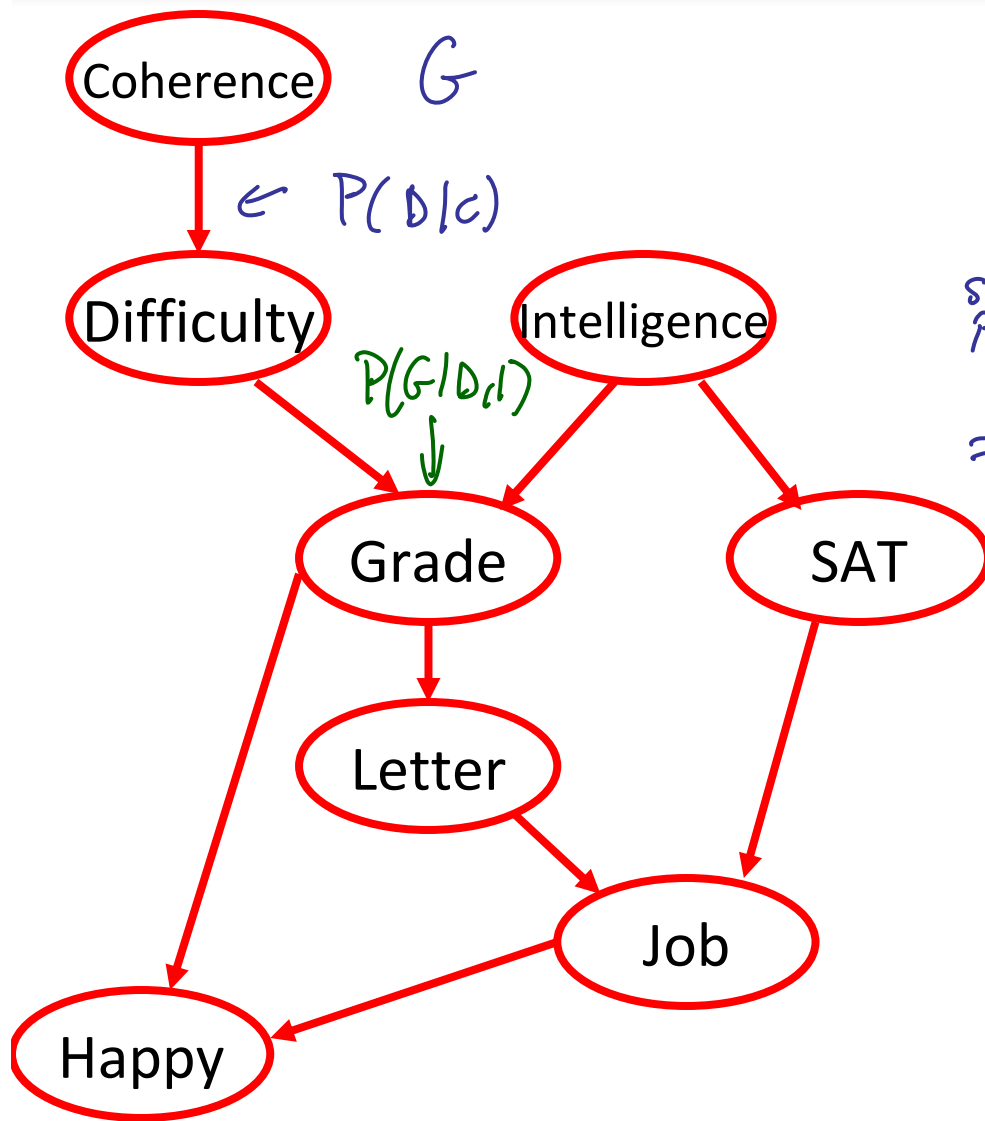 Coherence
G
← P(D|C)
Difficulty
Intelligence
P(G|D,I)
↓
Grade
SAT
=
Letter
Job
Happy